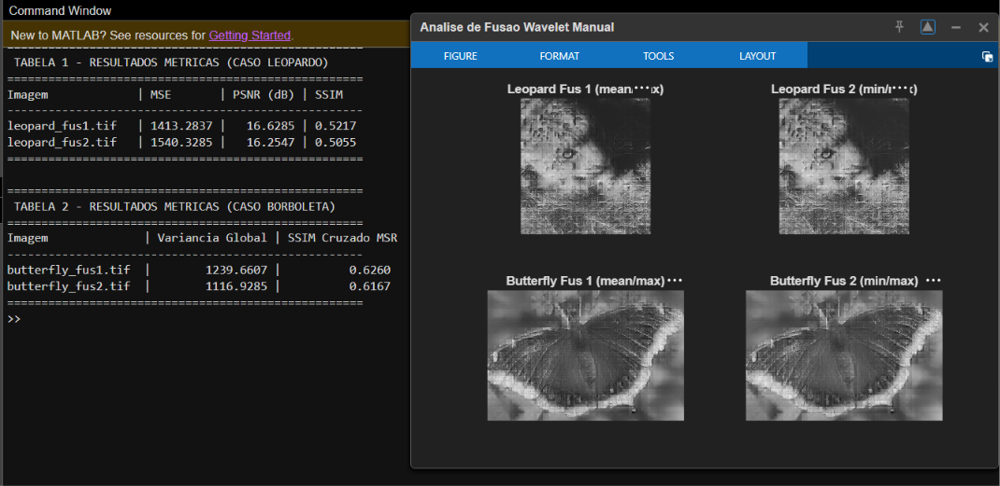 Command Window
New to MATLAB? See resources for Getting Started.
================================================
TABELA 1 - RESULTADOS METRICAS (CASO LEOPARDO)
================================================
Imagem | MSE | PSNR (dB) | SSIM
------------------------------------------------
leopard_fus1.tif | 1413.2837 | 16.6285 | 0.5217
leopard_fus2.tif | 1540.3285 | 16.2547 | 0.5055
================================================
================================================
TABELA 2 - RESULTADOS METRICAS (CASO BORBOLETA)
================================================
Imagem | Variancia Global | SSIM Cruzado MSR
------------------------------------------------
butterfly_fus1.tif | 1239.6607 | 0.6260
butterfly_fus2.tif | 1116.9285 | 0.6167
================================================
>>
Analise de Fusao Wavelet Manual
FIGURE FORMAT TOOLS LAYOUT
Leopard Fus 1 (mean x) Leopard Fus 2 (min/ )
Butterfly Fus 1 (mean/max) Butterfly Fus 2 (min/max)